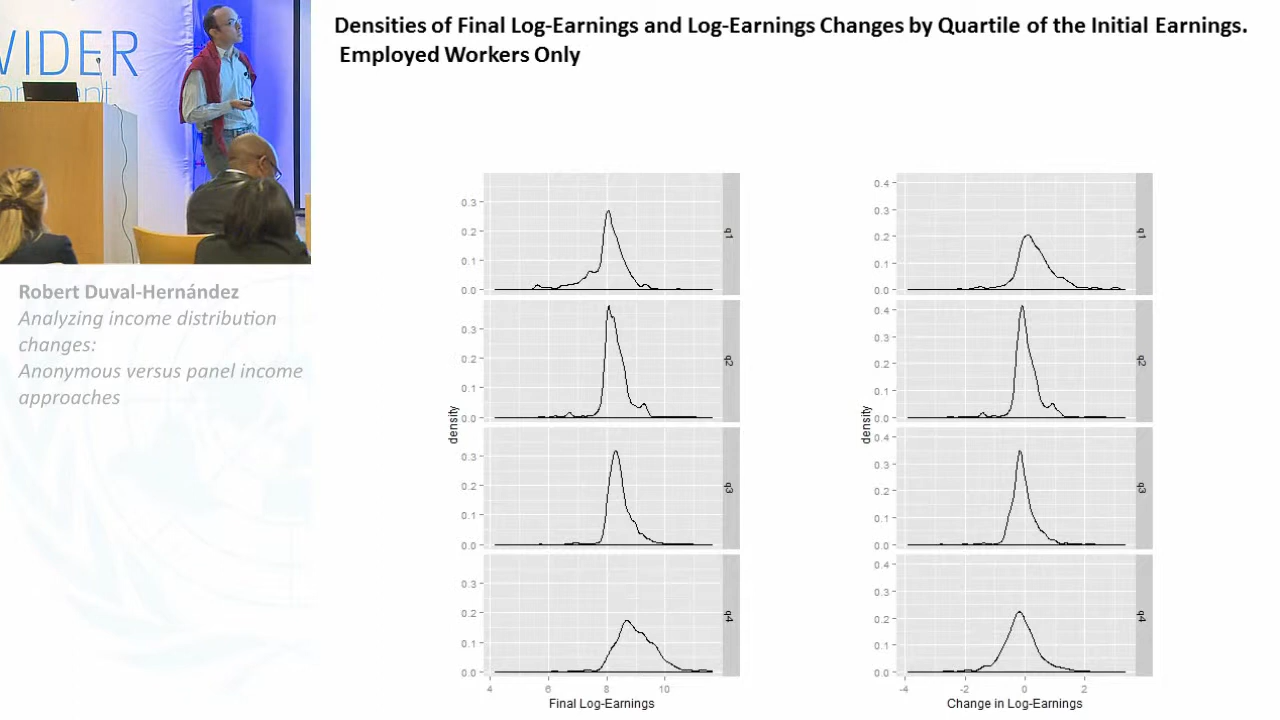 Densities of Final Log-Earnings and Log-Earnings Changes by Quartile of the Initial Earnings.
Employed Workers Only
WIDER
Robert Duval-Hernández
Analyzing income distribution
changes:
Anonymous versus panel income
approaches
density
0.3
0.2
0.1
0.0
q1
0.3
0.2
0.1
0.0
q2
0.3
0.2
0.1
0.0
q3
0.3
0.2
0.1
0.0
q4
4 6 8 10
Final Log-Earnings
density
0.4
0.3
0.2
0.1
0.0
q1
0.4
0.3
0.2
0.1
0.0
q2
0.4
0.3
0.2
0.1
0.0
q3
0.4
0.3
0.2
0.1
0.0
q4
-4 -2 0 2
Change in Log-Earnings